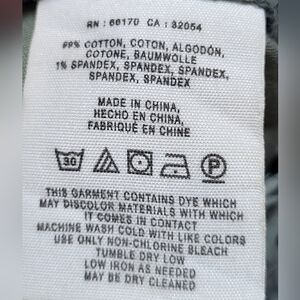 RN : 66170 CA : 32054
99% COTTON, COTON, ALGODÓN,
COTONE, BAUMWOLLE
1% SPANDEX, SPANDEX, SPANDEX,
SPANDEX, SPANDEX
MADE IN CHINA,
HECHO EN CHINA,
FABRIQUÉ EN CHINE
30 P
THIS GARMENT CONTAINS DYE WHICH
MAY DISCOLOR MATERIALS WITH WHICH
IT COMES IN CONTACT
MACHINE WASH COLD WITH LIKE COLORS
USE ONLY NON-CHLORINE BLEACH
TUMBLE DRY LOW
LOW IRON AS NEEDED
MAY BE DRY CLEANED